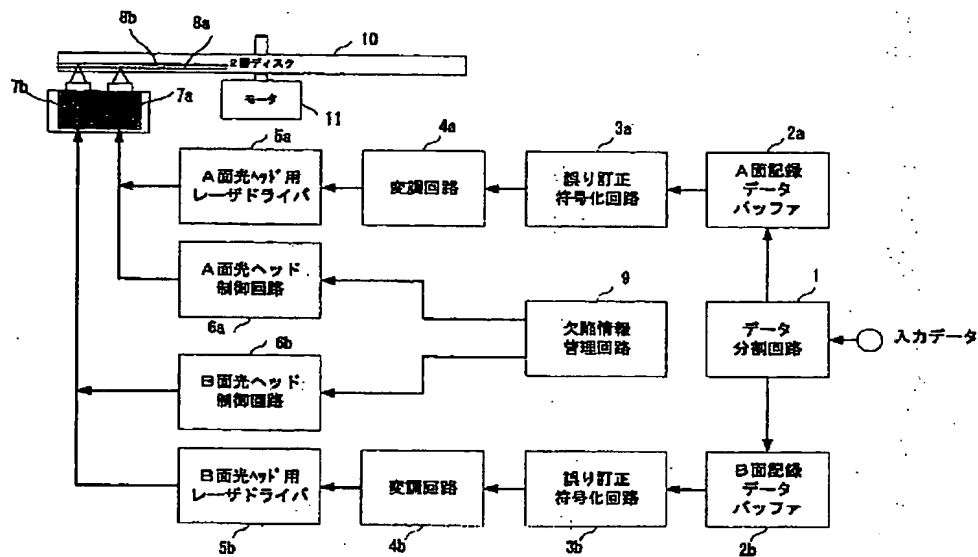 8b
8a
10
2層ディスク
7b
7a
モータ
11
5a
4a
3a
2a
A面光ヘッド用
レーザドライバ
変調回路
誤り訂正
符号化回路
A面記録
データ
バッファ
A面光ヘッド
制御回路
6a
9
欠陥情報
管理回路
1
データ
分割回路
入力データ
6b
B面光ヘッド
制御回路
B面光ヘッド用
レーザドライバ
変調回路
誤り訂正
符号化回路
B面記録
データ
バッファ
5b
4b
3b
2b